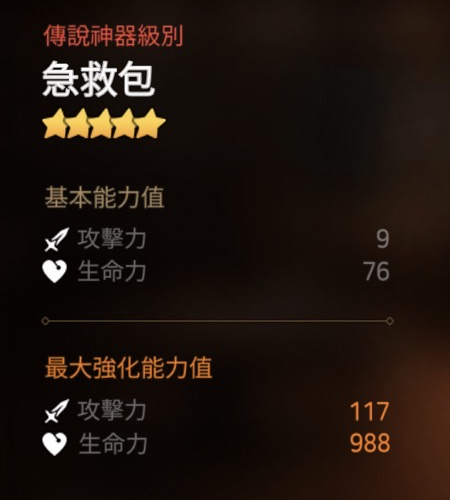 傳說神器級別
急救包
基本能力值
攻擊力 9
生命力 76
最大強化能力值
攻擊力 117
生命力 988